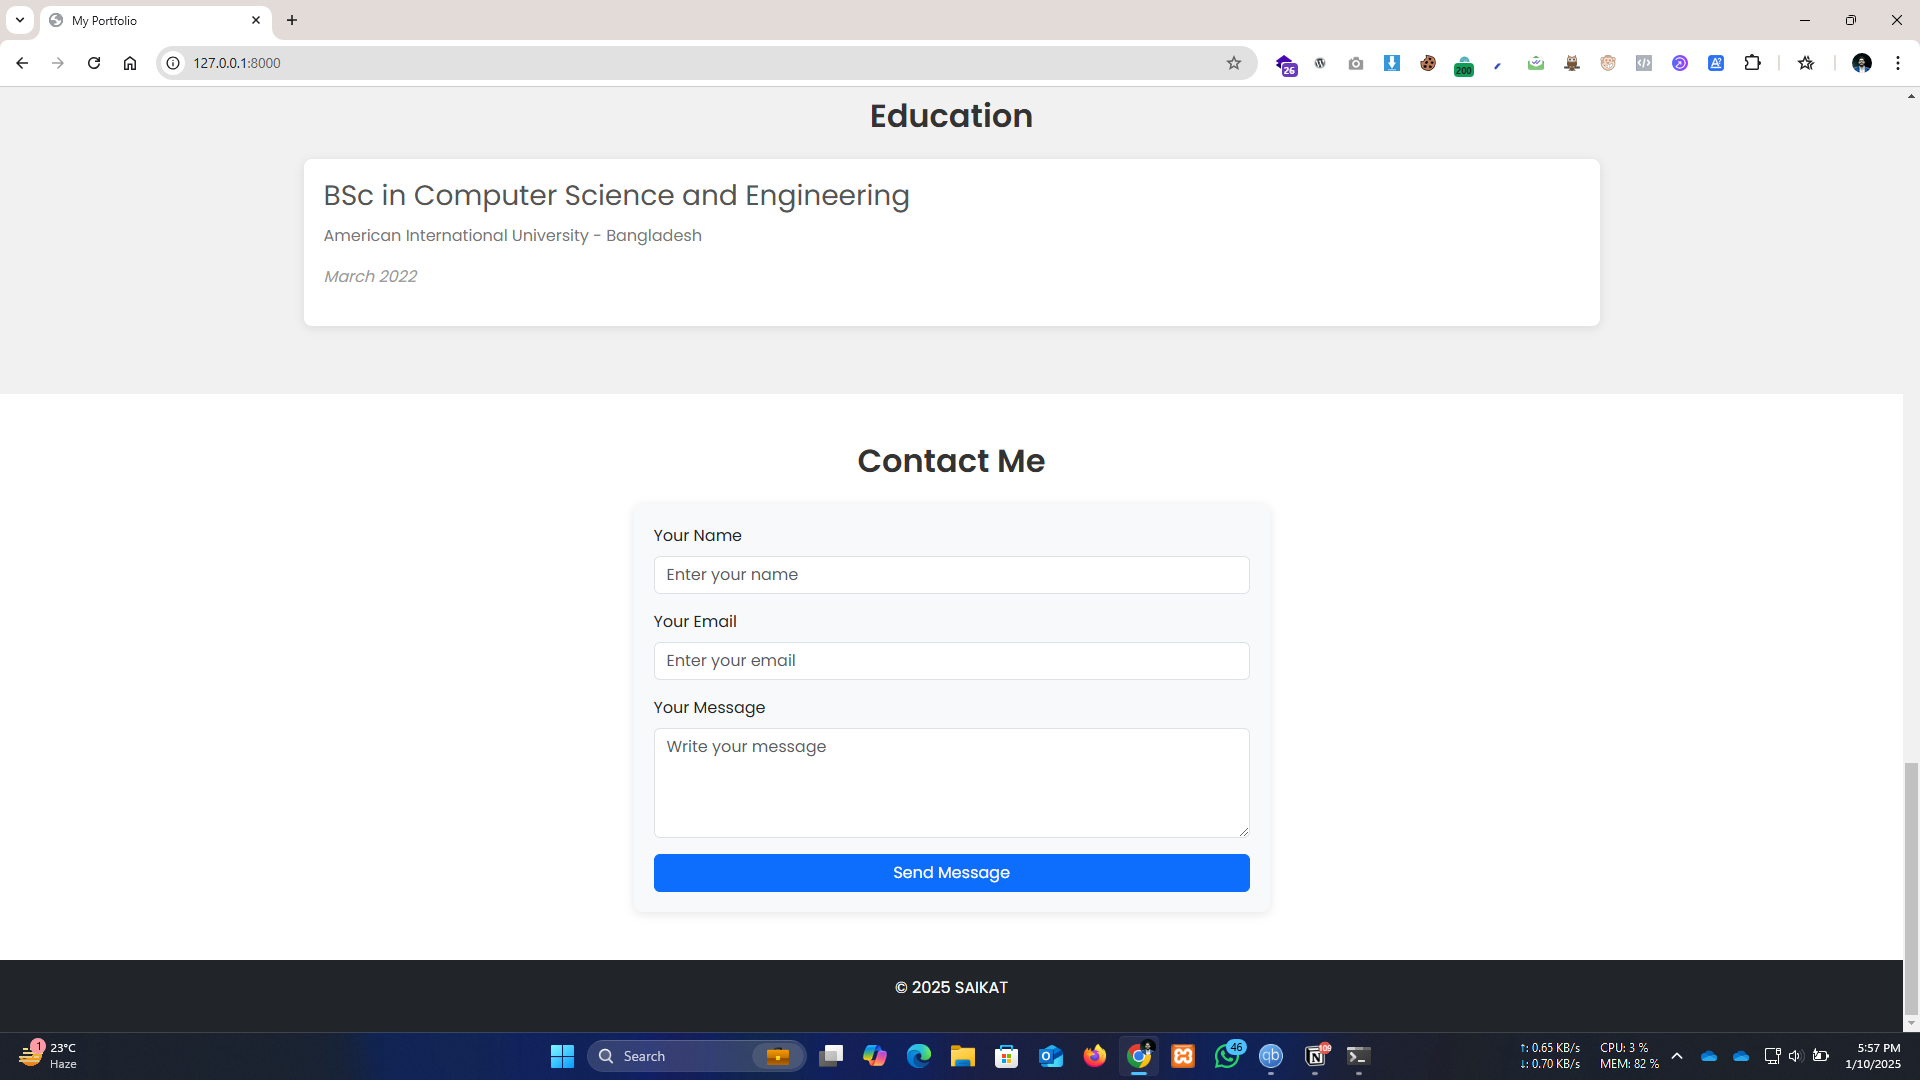 My Portfolio
127.0.0.1:8000
26
200
Education
BSc in Computer Science and Engineering
American International University - Bangladesh
March 2022
Contact Me
Your Name
Enter your name
Your Email
Enter your email
Your Message
Write your message
Send Message
© 2025 SAIKAT
1
23°C
Haze
Search
46
109
↑: 0.65 KB/s
↓: 0.70 KB/s
CPU: 3 %
MEM: 82 %
5:57 PM
1/10/2025